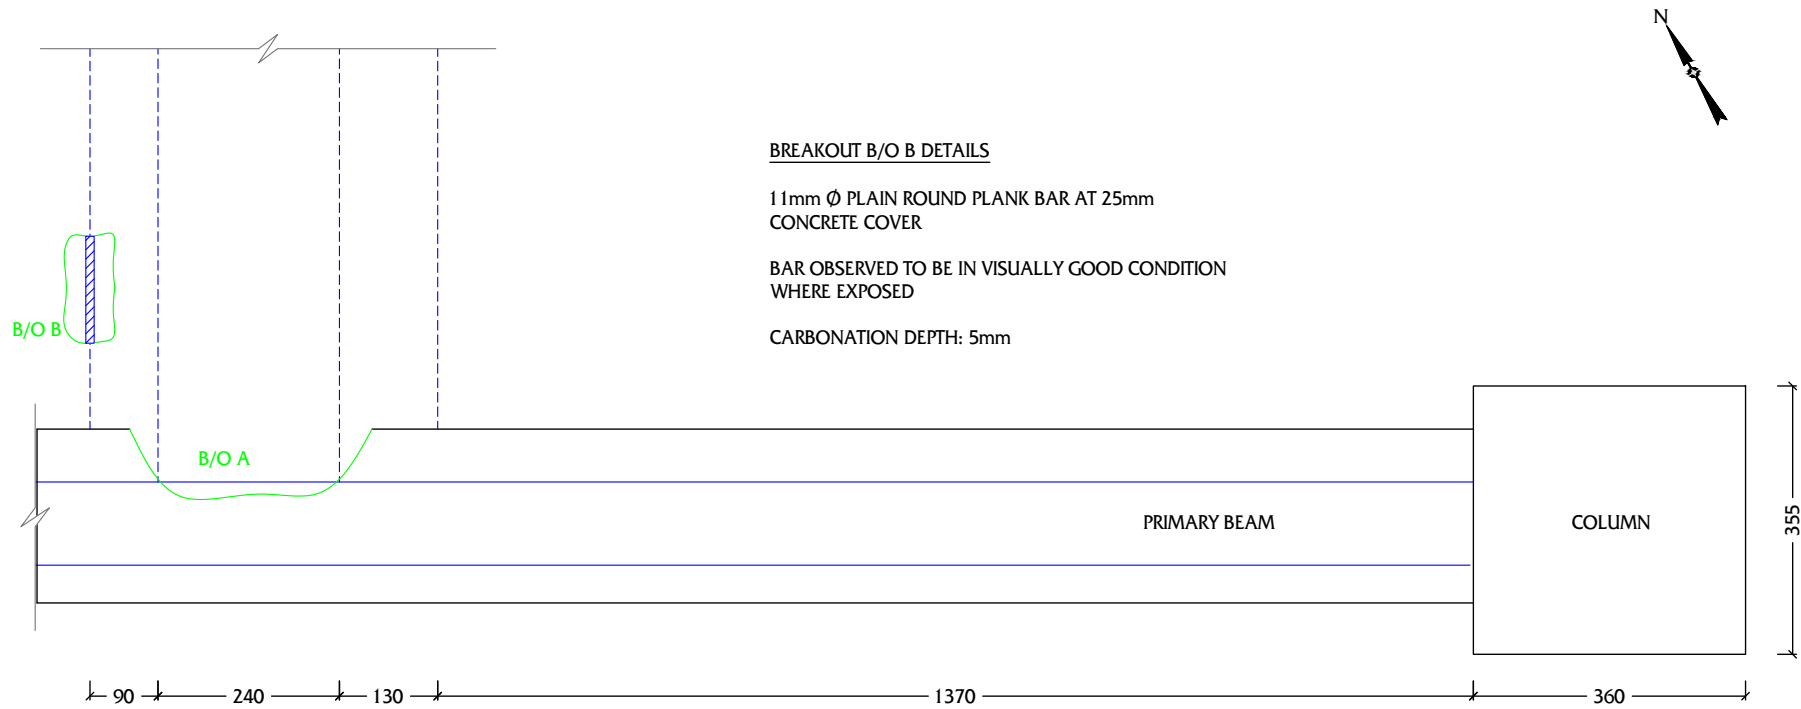 N
BREAKOUT B/O B DETAILS
11mm Ø PLAIN ROUND PLANK BAR AT 25mm
CONCRETE COVER
BAR OBSERVED TO BE IN VISUALLY GOOD CONDITION
WHERE EXPOSED
B/O B
CARBONATION DEPTH: 5mm
B/O A
PRIMARY BEAM
COLUMN
355
90
240
130
1370
360